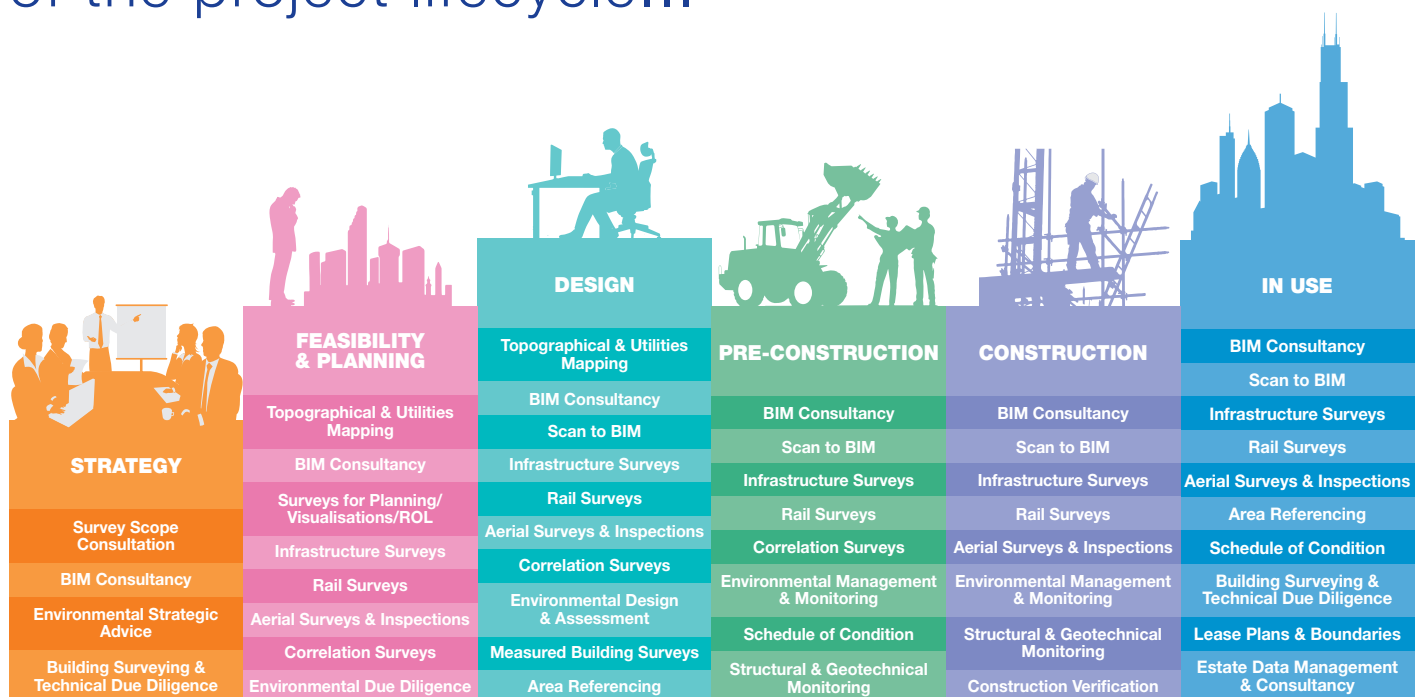 of the project lifecycle...
STRATEGY
Survey Scope
Consultation
BIM Consultancy
Environmental Strategic
Advice
Building Surveying &
Technical Due Diligence
FEASIBILITY
& PLANNING
Topographical & Utilities
Mapping
BIM Consultancy
Surveys for Planning/
Visualisations/ROL
Infrastructure Surveys
Rail Surveys
Aerial Surveys & Inspections
Correlation Surveys
Environmental Due Diligence
DESIGN
Topographical & Utilities
Mapping
BIM Consultancy
Scan to BIM
Infrastructure Surveys
Rail Surveys
Aerial Surveys & Inspections
Correlation Surveys
Environmental Design
& Assessment
Measured Building Surveys
Area Referencing
PRE-CONSTRUCTION
BIM Consultancy
Scan to BIM
Infrastructure Surveys
Rail Surveys
Correlation Surveys
Environmental Management
& Monitoring
Schedule of Condition
Structural & Geotechnical
Monitoring
CONSTRUCTION
BIM Consultancy
Scan to BIM
Infrastructure Surveys
Rail Surveys
Aerial Surveys & Inspections
Environmental Management
& Monitoring
Structural & Geotechnical
Monitoring
Construction Verification
IN USE
BIM Consultancy
Scan to BIM
Infrastructure Surveys
Rail Surveys
Aerial Surveys & Inspections
Area Referencing
Schedule of Condition
Building Surveying &
Technical Due Diligence
Lease Plans & Boundaries
Estate Data Management
& Consultancy